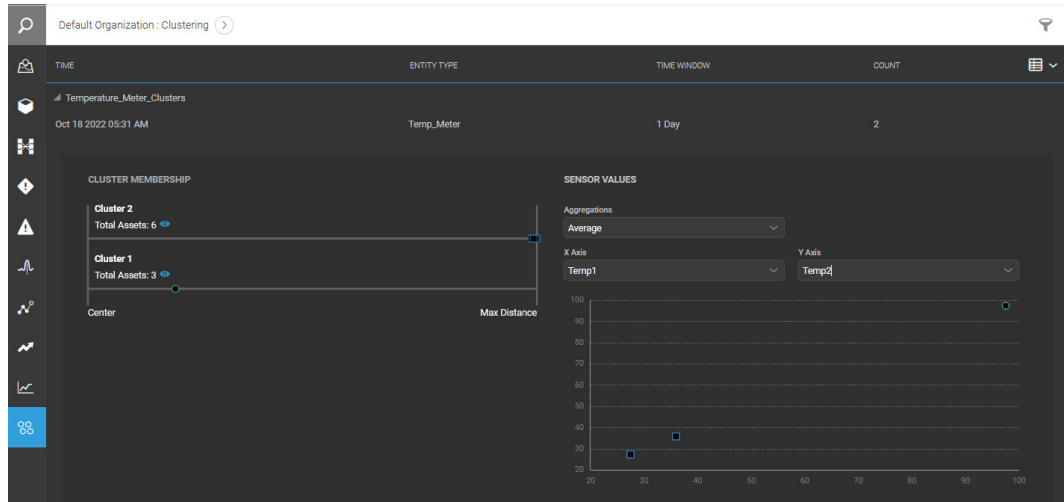 Default Organization : Clustering
TIME ENTITY TYPE TIME WINDOW COUNT
Temperature_Meter_Clusters
Oct 18 2022 05:31 AM Temp_Meter 1 Day 2
CLUSTER MEMBERSHIP
Cluster 2
Total Assets: 6
Cluster 1
Total Assets: 3
Center Max Distance
SENSOR VALUES
Aggregations
Average
X Axis Y Axis
Temp1 Temp2
100
90
80
70
60
50
40
30
20
20 30 40 50 60 70 80 90 100